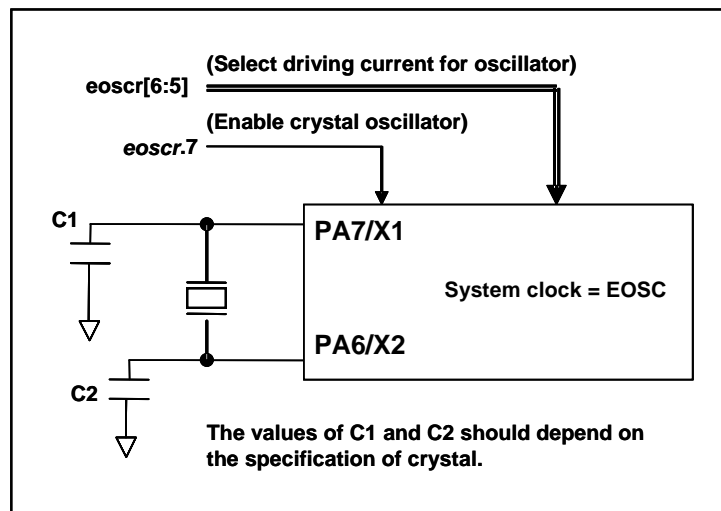 (Select driving current for oscillator)
eoscr[6:5]
(Enable crystal oscillator)
eoscr.7
C1
PA7/X1
System clock = EOSC
PA6/X2
C2
The values of C1 and C2 should depend on
the specification of crystal.